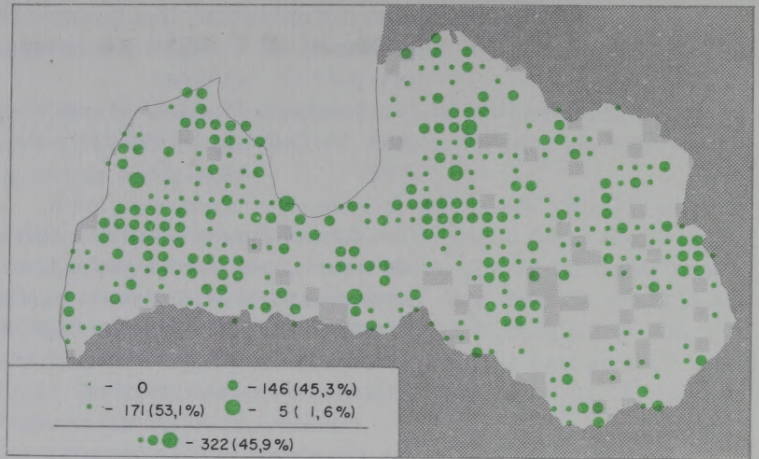 · - 0
● - 146 (45,3%)
● - 171 (53,1%)
● - 5 ( 1,6%)
●●● - 322 (45,9%)